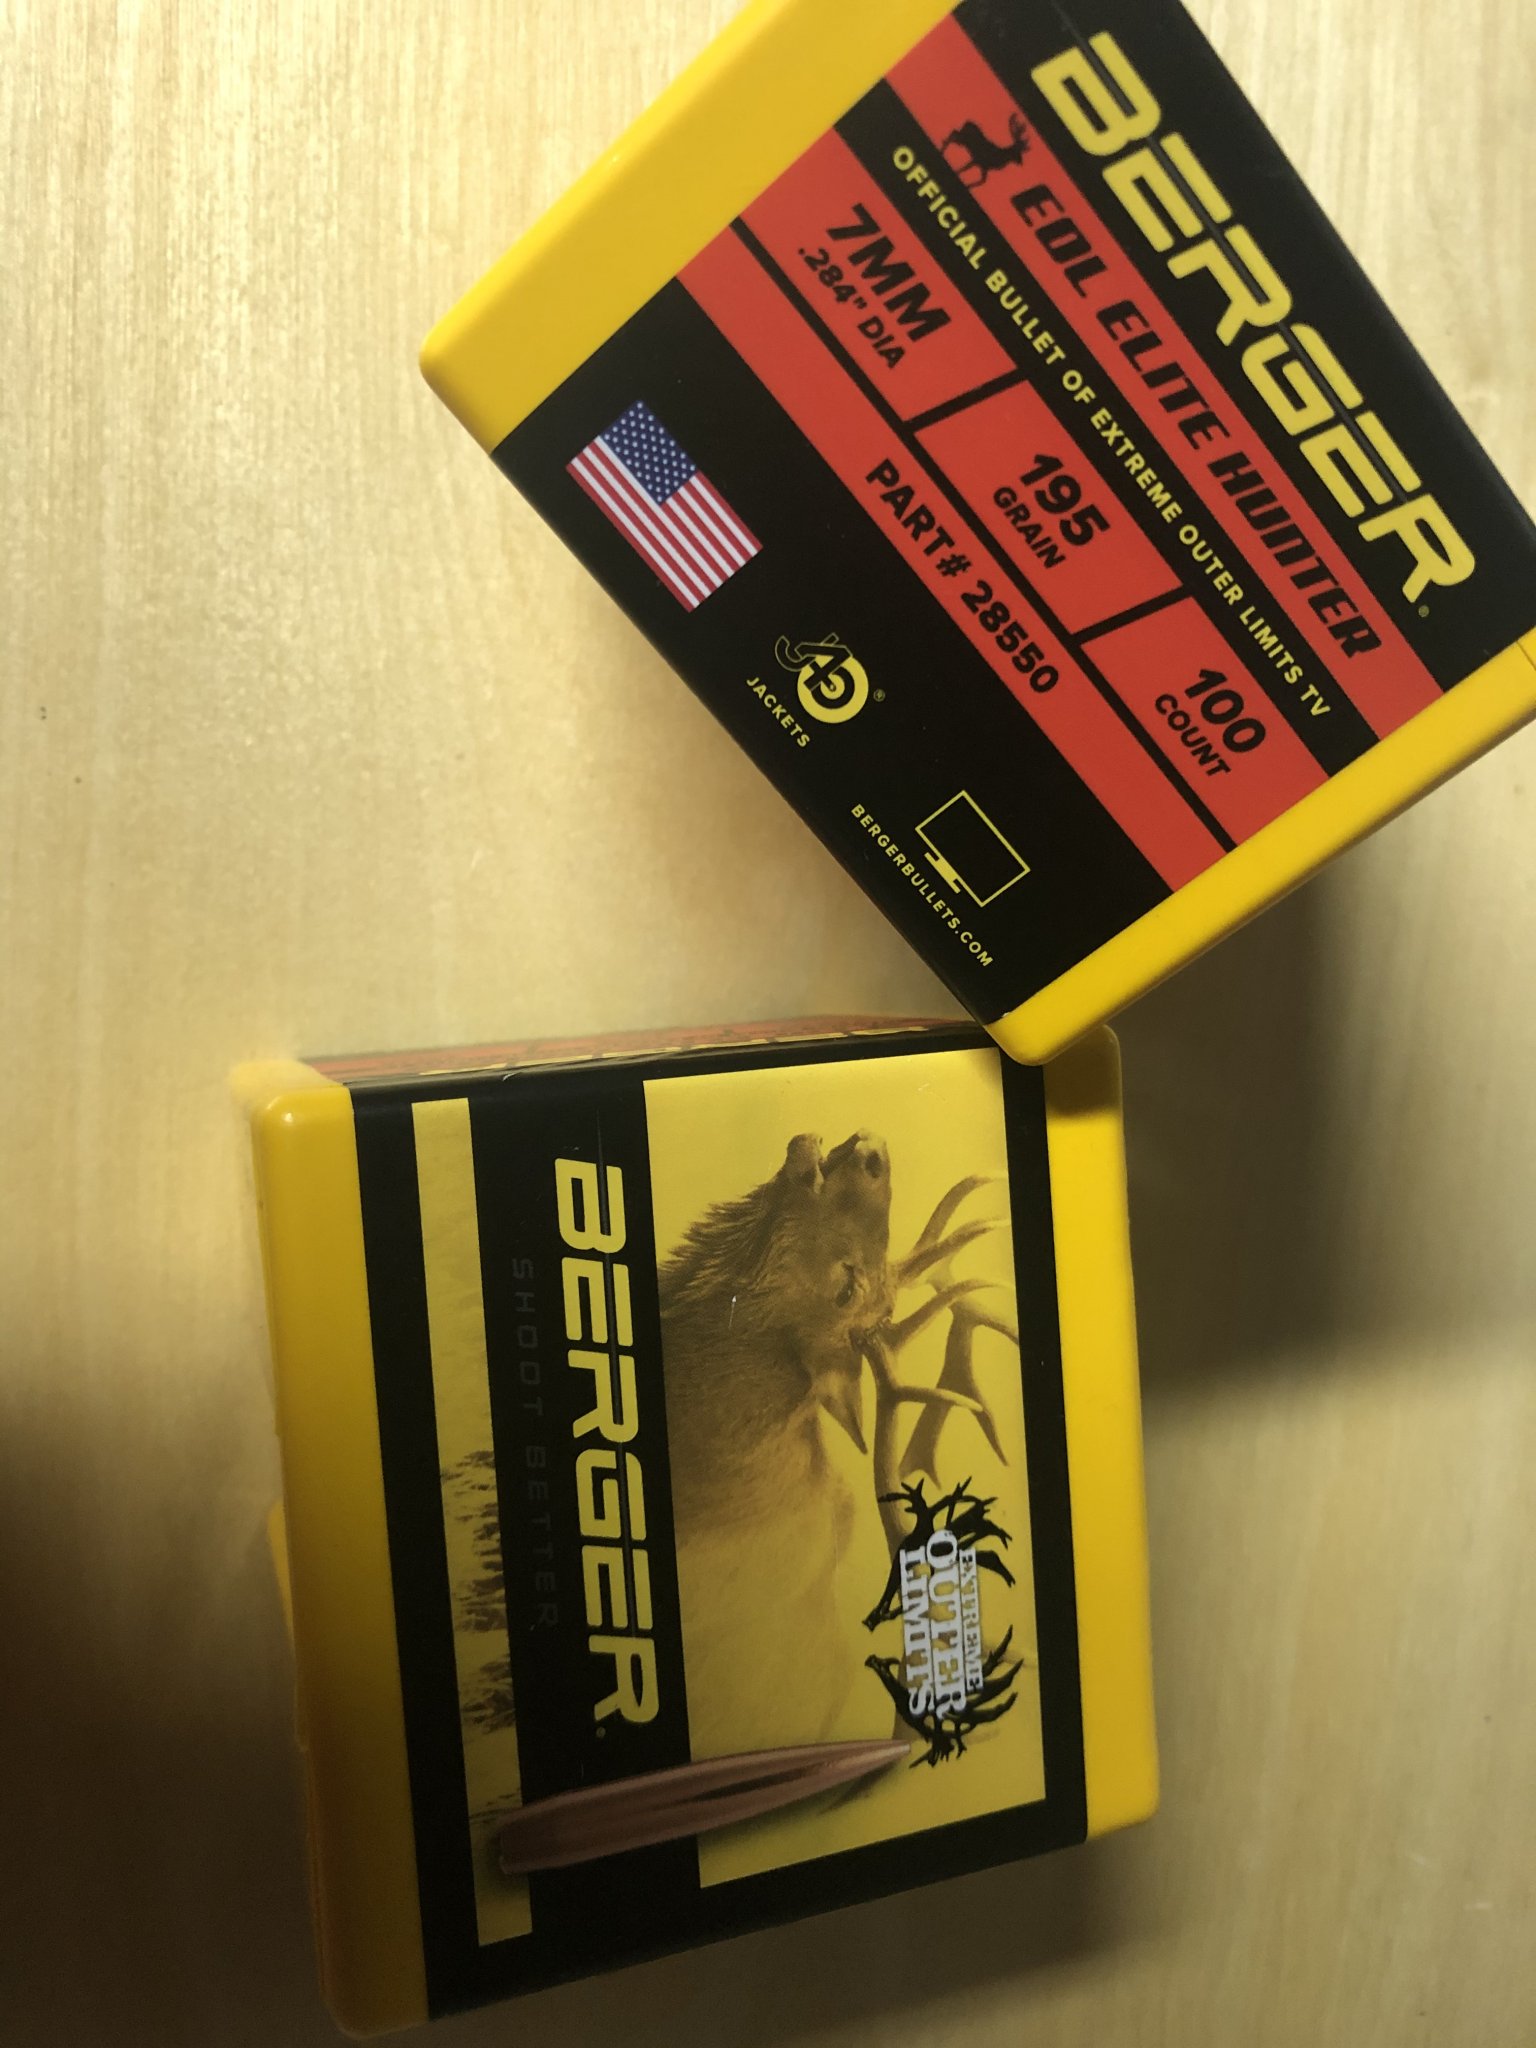 BERGER®
EOL ELITE HUNTER
OFFICIAL BULLET OF EXTREME OUTER LIMITS TV
7MM
.284" DIA
195
GRAIN
100
COUNT
PART# 28550
J4®
JACKETS
BERGERBULLETS.COM
EXTREME
OUTER
LIMITS
BERGER®
SHOOT BETTER